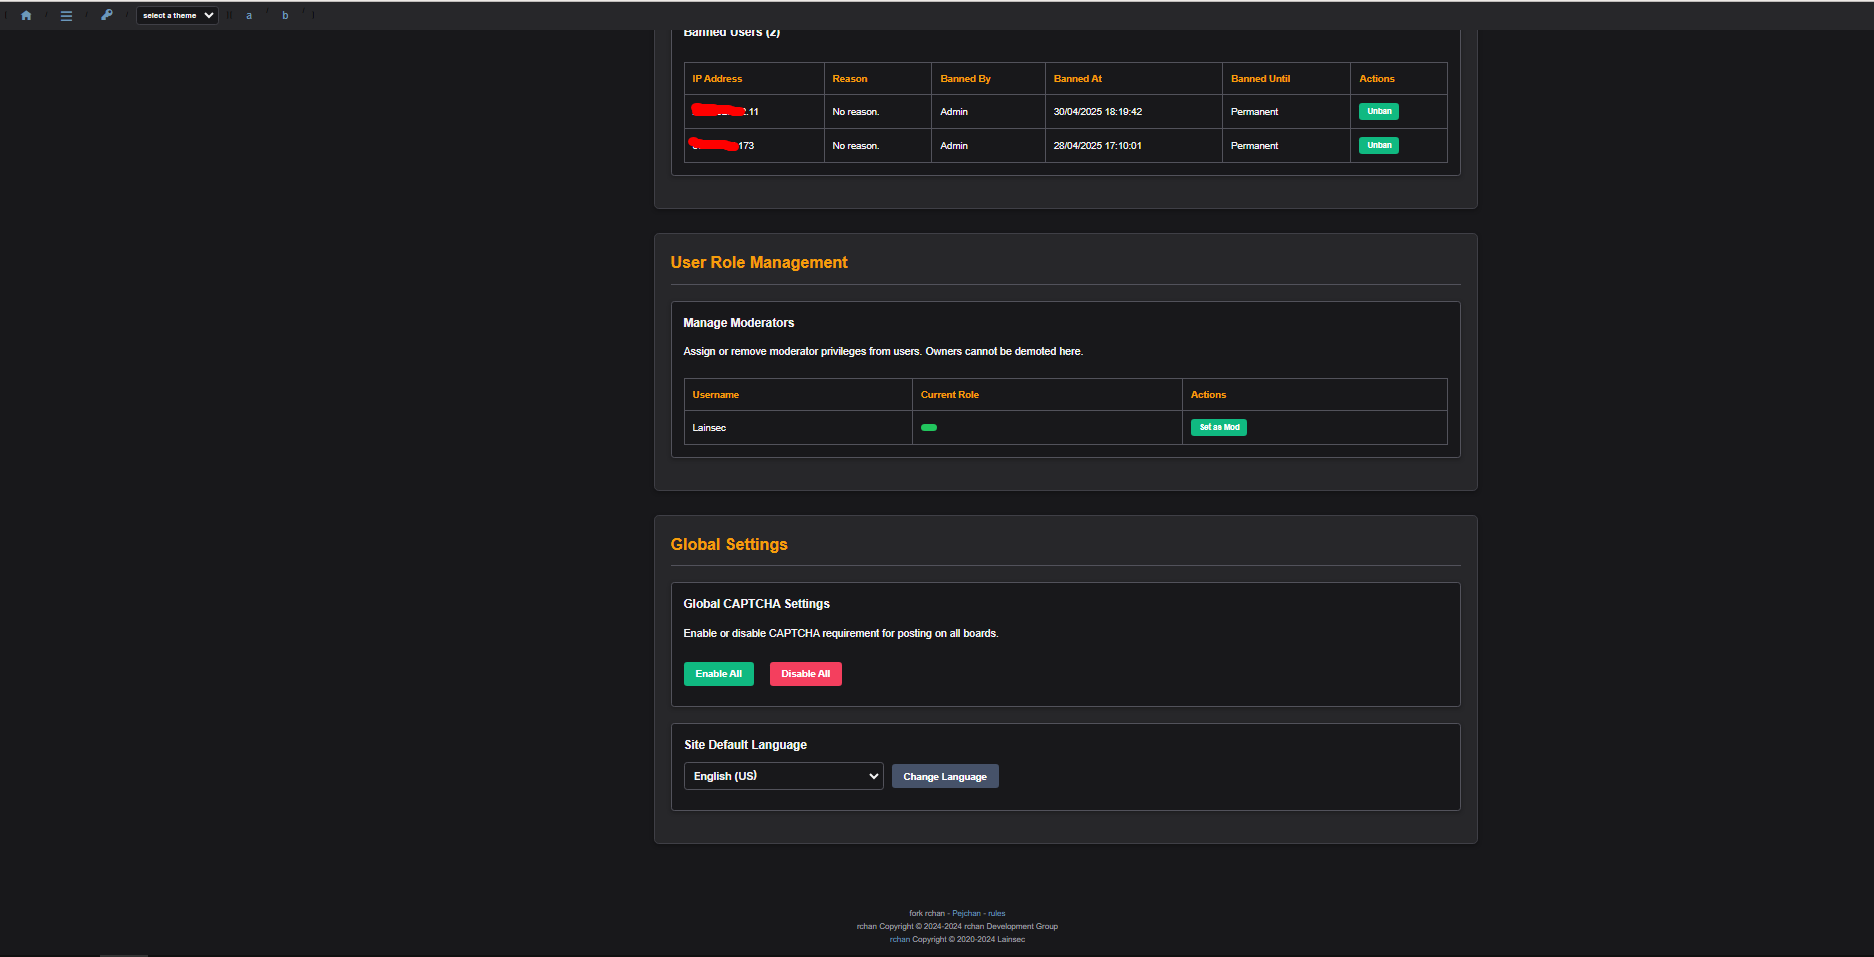 select a theme a b
Banned Users (2)
IP Address Reason Banned By Banned At Banned Until Actions
.11 No reason. Admin 30/04/2025 18:19:42 Permanent Unban
173 No reason. Admin 28/04/2025 17:10:01 Permanent Unban
User Role Management
Manage Moderators
Assign or remove moderator privileges from users. Owners cannot be demoted here.
Username Current Role Actions
Lainsec Set as Mod
Global Settings
Global CAPTCHA Settings
Enable or disable CAPTCHA requirement for posting on all boards.
Enable All Disable All
Site Default Language
English (US) Change Language
fork rchan - Pejchan - rules
rchan Copyright © 2024-2024 rchan Development Group
rchan Copyright © 2020-2024 Lainsec